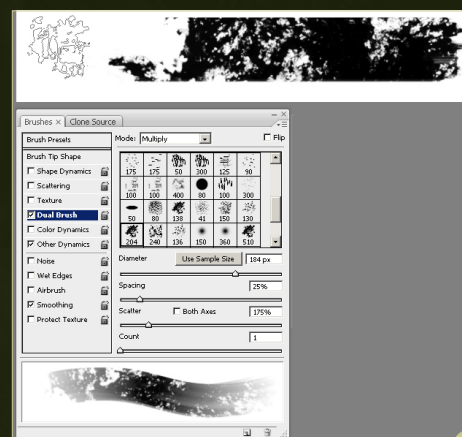 Brushes × Clone Source
Brush Presets
Mode: Multiply Flip
Brush Tip Shape
Shape Dynamics
Scattering
Texture
Dual Brush
Color Dynamics
Other Dynamics
Noise
Wet Edges
Airbrush
Smoothing
Protect Texture
175 175 50 300 125 90
100 100 400 80 100 300
50 80 138 41 150 130
204 240 136 150 360 510
Diameter Use Sample Size 184 px
Spacing 25%
Scatter Both Axes 175%
Count 1